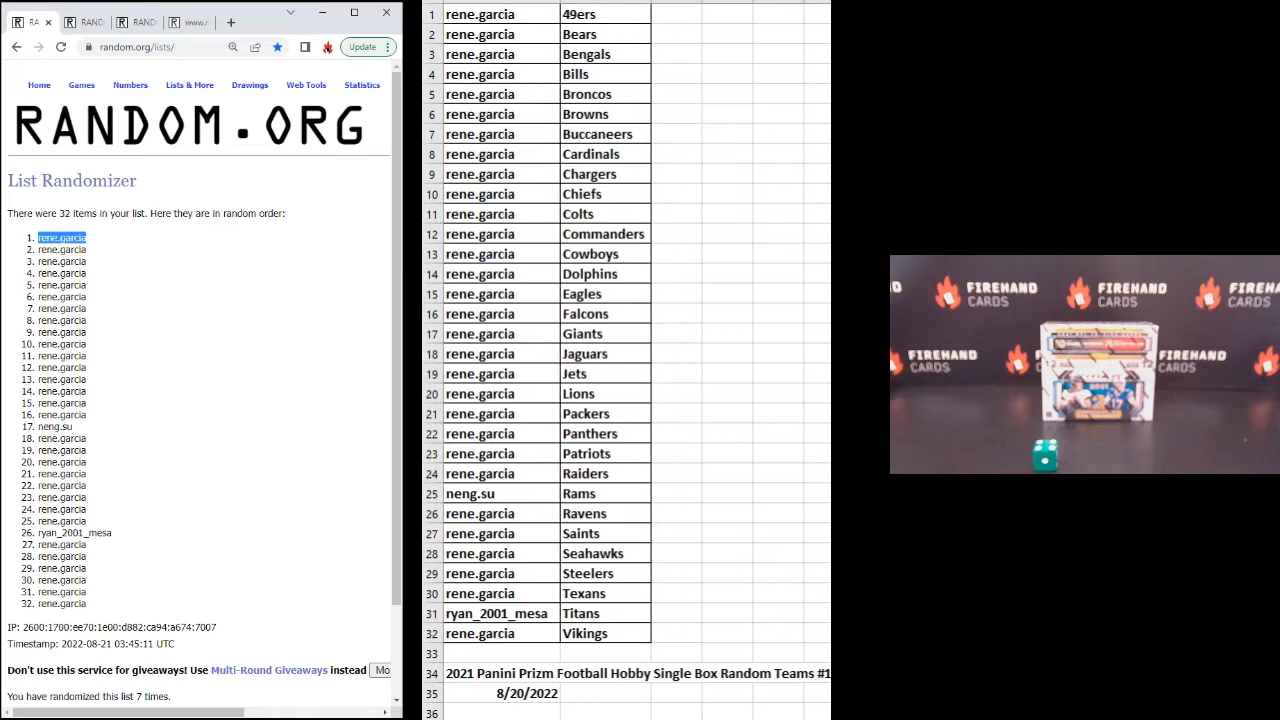 RA
RAND
RAND
www.r
random.org/lists/
Update
Home Games Numbers Lists & More Drawings Web Tools Statistics
RANDOM.ORG
List Randomizer
There were 32 items in your list. Here they are in random order:
1. rene.garcia
2. rene.garcia
3. rene.garcia
4. rene.garcia
5. rene.garcia
6. rene.garcia
7. rene.garcia
8. rene.garcia
9. rene.garcia
10. rene.garcia
11. rene.garcia
12. rene.garcia
13. rene.garcia
14. rene.garcia
15. rene.garcia
16. rene.garcia
17. neng.su
18. rene.garcia
19. rene.garcia
20. rene.garcia
21. rene.garcia
22. rene.garcia
23. rene.garcia
24. rene.garcia
25. rene.garcia
26. ryan_2001_mesa
27. rene.garcia
28. rene.garcia
29. rene.garcia
30. rene.garcia
31. rene.garcia
32. rene.garcia
IP: 2600:1700:ee70:1e00:d882:ca94:a674:7007
Timestamp: 2022-08-21 03:45:11 UTC
Don't use this service for giveaways! Use Multi-Round Giveaways instead Mo
You have randomized this list 7 times.
1 rene.garcia 49ers
2 rene.garcia Bears
3 rene.garcia Bengals
4 rene.garcia Bills
5 rene.garcia Broncos
6 rene.garcia Browns
7 rene.garcia Buccaneers
8 rene.garcia Cardinals
9 rene.garcia Chargers
10 rene.garcia Chiefs
11 rene.garcia Colts
12 rene.garcia Commanders
13 rene.garcia Cowboys
14 rene.garcia Dolphins
15 rene.garcia Eagles
16 rene.garcia Falcons
17 rene.garcia Giants
18 rene.garcia Jaguars
19 rene.garcia Jets
20 rene.garcia Lions
21 rene.garcia Packers
22 rene.garcia Panthers
23 rene.garcia Patriots
24 rene.garcia Raiders
25 neng.su Rams
26 rene.garcia Ravens
27 rene.garcia Saints
28 rene.garcia Seahawks
29 rene.garcia Steelers
30 rene.garcia Texans
31 ryan_2001_mesa Titans
32 rene.garcia Vikings
33
34 2021 Panini Prizm Football Hobby Single Box Random Teams #1
35 8/20/2022
36
FIREHAND CARDS
FIREHAND CARDS
FIREHA CARDS
FIREHAND CARDS
FIREHAND CARDS